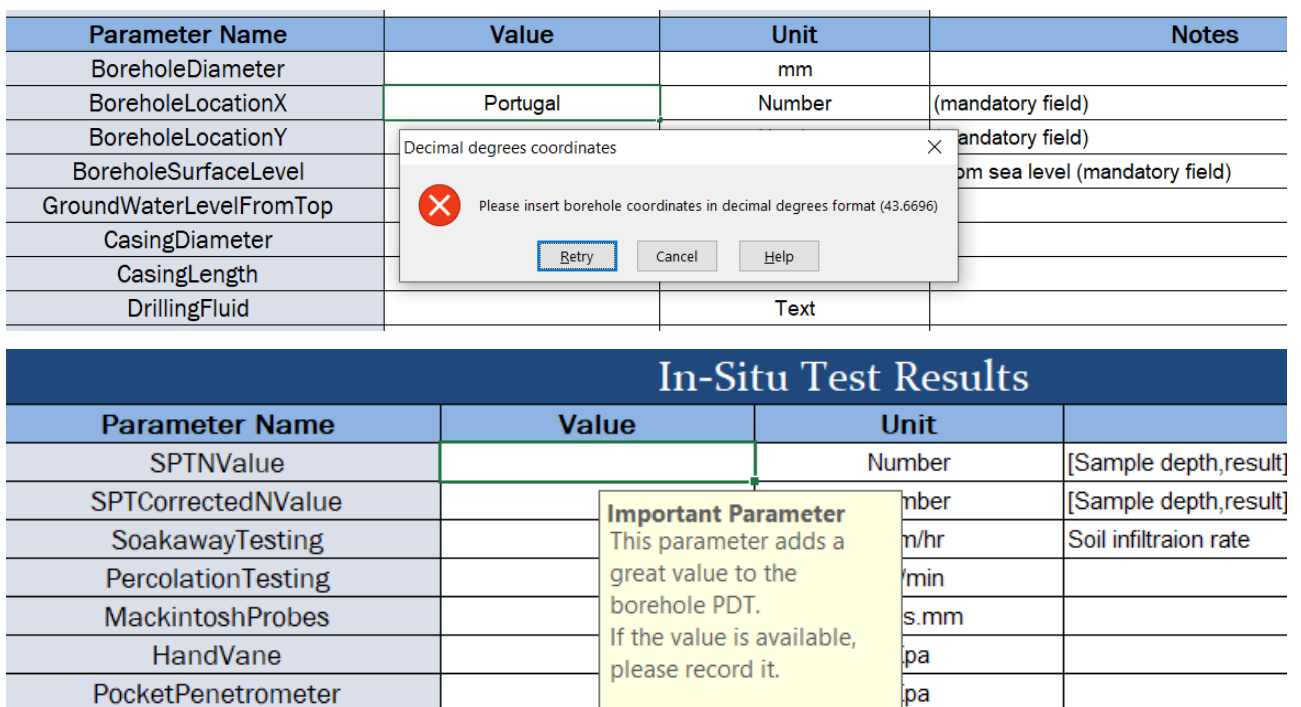 Parameter Name Value Unit Notes
BoreholeDiameter mm
BoreholeLocationX Portugal Number (mandatory field)
BoreholeLocationY andatory field)
Decimal degrees coordinates
BoreholeSurfaceLevel om sea level (mandatory field)
Please insert borehole coordinates in decimal degrees format (43.6696)
GroundWaterLevelFromTop
CasingDiameter
Retry Cancel Help
CasingLength
DrillingFluid Text
In-Situ Test Results
Parameter Name Value Unit
SPTNValue Number [Sample depth,result]
SPTCorrectedNValue mber [Sample depth,result]
Important Parameter
This parameter adds a
great value to the
borehole PDT.
If the value is available,
please record it.
SoakawayTesting m/hr Soil infiltraion rate
PercolationTesting /min
MackintoshProbes s.mm
HandVane pa
PocketPenetrometer pa